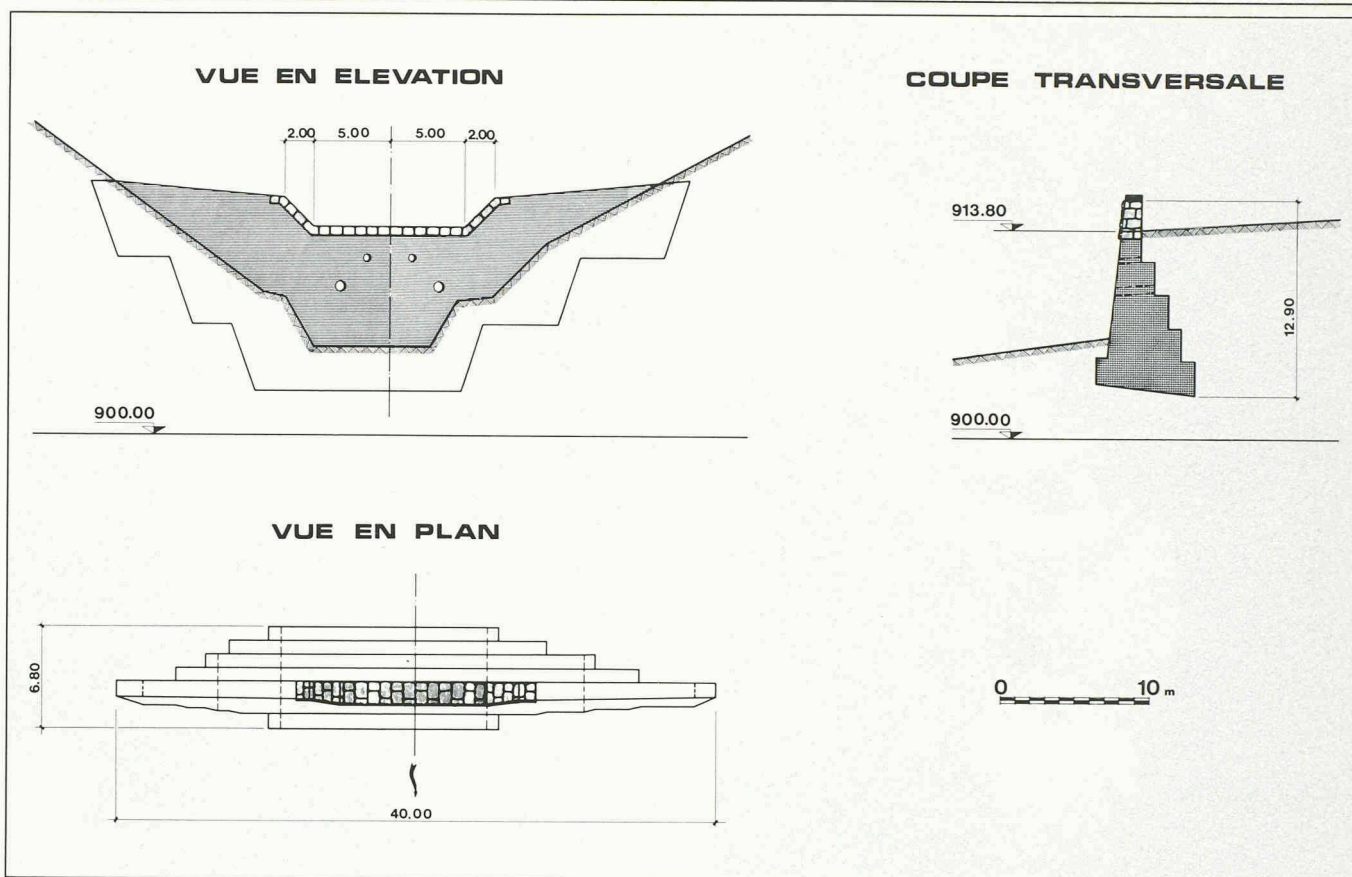 VUE EN ELEVATION
2.00 5.00 5.00 2.00
900.00
COUPE TRANSVERSALE
913.80
12.90
900.00
VUE EN PLAN
6.80
40.00
0 10 m